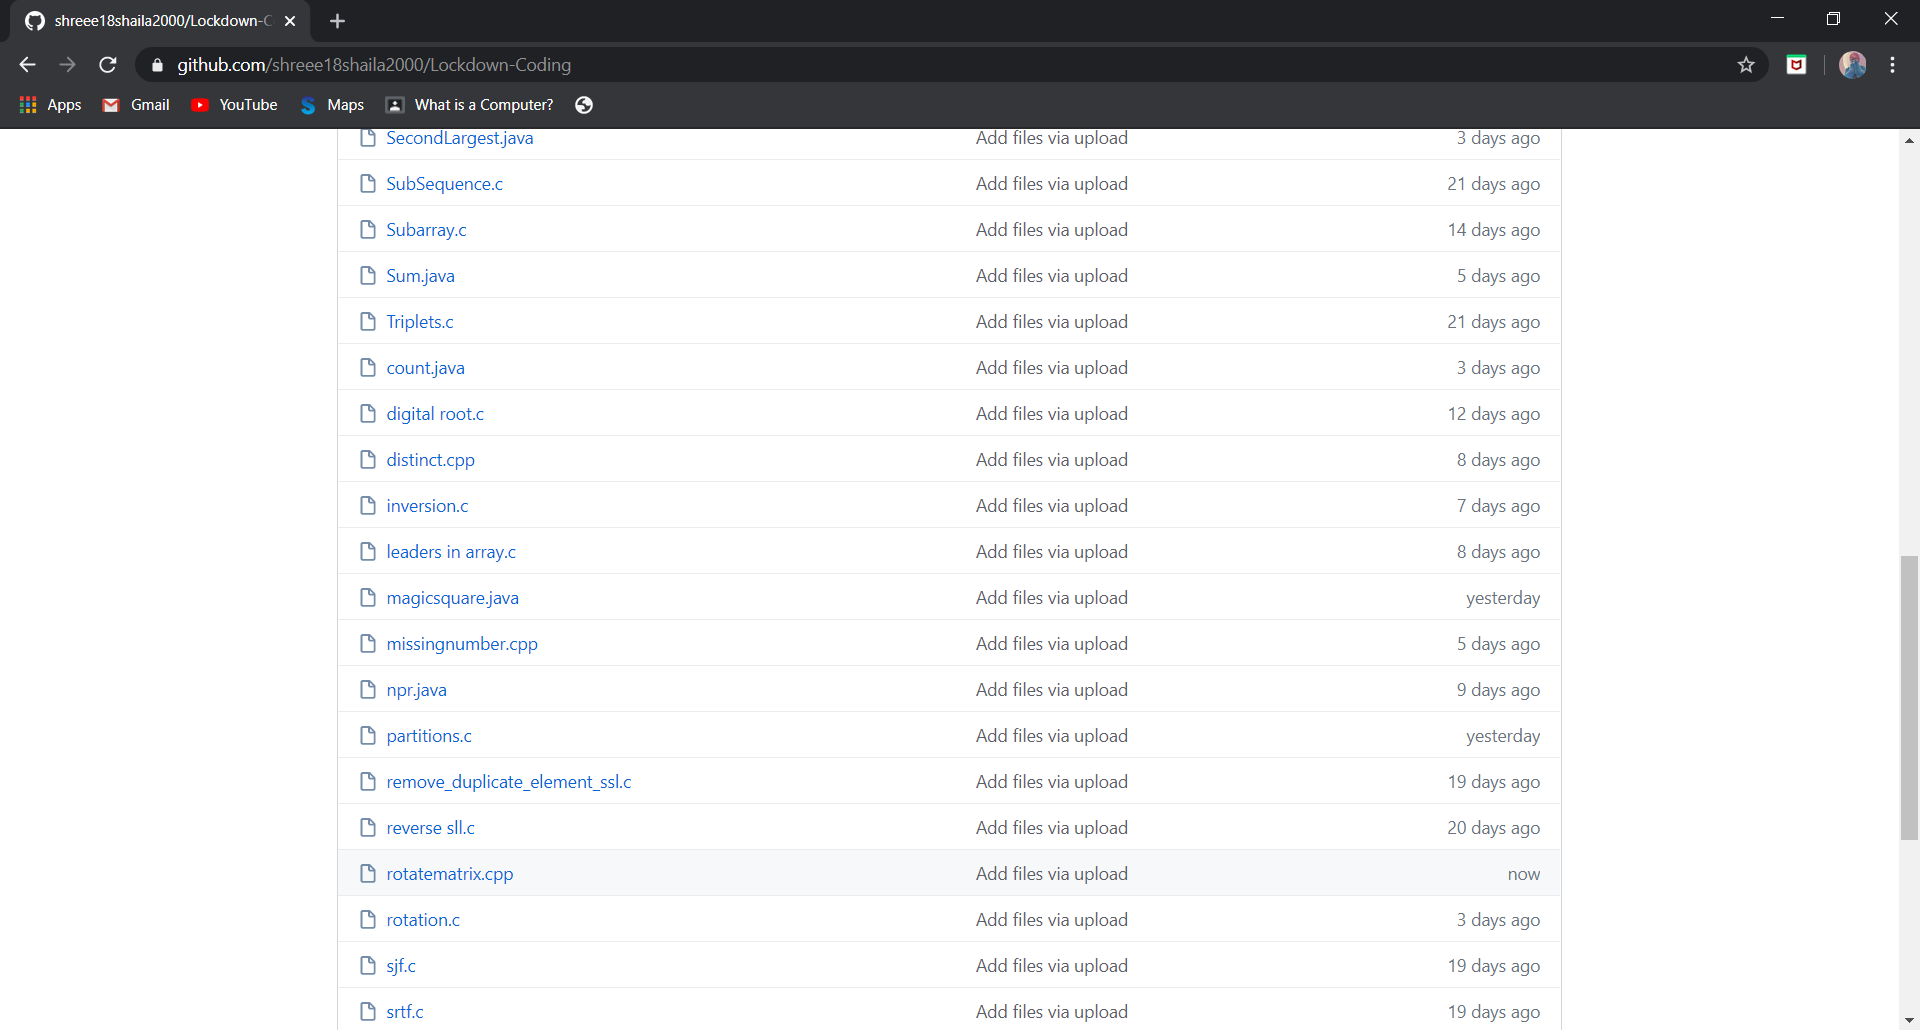 shreee18shaila2000/Lockdown-C
github.com/shreee18shaila2000/Lockdown-Coding
Apps Gmail YouTube Maps What is a Computer?
SecondLargest.java Add files via upload 3 days ago
SubSequence.c Add files via upload 21 days ago
Subarray.c Add files via upload 14 days ago
Sum.java Add files via upload 5 days ago
Triplets.c Add files via upload 21 days ago
count.java Add files via upload 3 days ago
digital root.c Add files via upload 12 days ago
distinct.cpp Add files via upload 8 days ago
inversion.c Add files via upload 7 days ago
leaders in array.c Add files via upload 8 days ago
magicsquare.java Add files via upload yesterday
missingnumber.cpp Add files via upload 5 days ago
npr.java Add files via upload 9 days ago
partitions.c Add files via upload yesterday
remove_duplicate_element_ssl.c Add files via upload 19 days ago
reverse sll.c Add files via upload 20 days ago
rotatematrix.cpp Add files via upload now
rotation.c Add files via upload 3 days ago
sjf.c Add files via upload 19 days ago
srtf.c Add files via upload 19 days ago